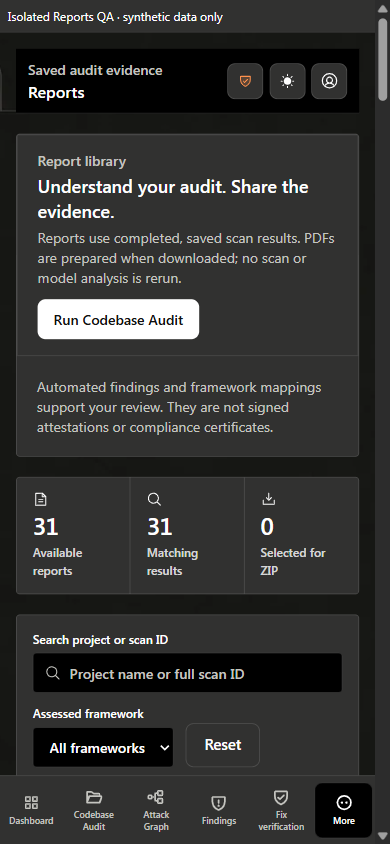 Isolated Reports QA · synthetic data only
Saved audit evidence
Reports
Report library
Understand your audit. Share the
evidence.
Reports use completed, saved scan results. PDFs
are prepared when downloaded; no scan or
model analysis is rerun.
Run Codebase Audit
Automated findings and framework mappings
support your review. They are not signed
attestations or compliance certificates.
31
Available
reports
31
Matching
results
0
Selected for
ZIP
Search project or scan ID
Project name or full scan ID
Assessed framework
All frameworks
Reset
Dashboard
Codebase
Audit
Attack
Graph
Findings
Fix
verification
More